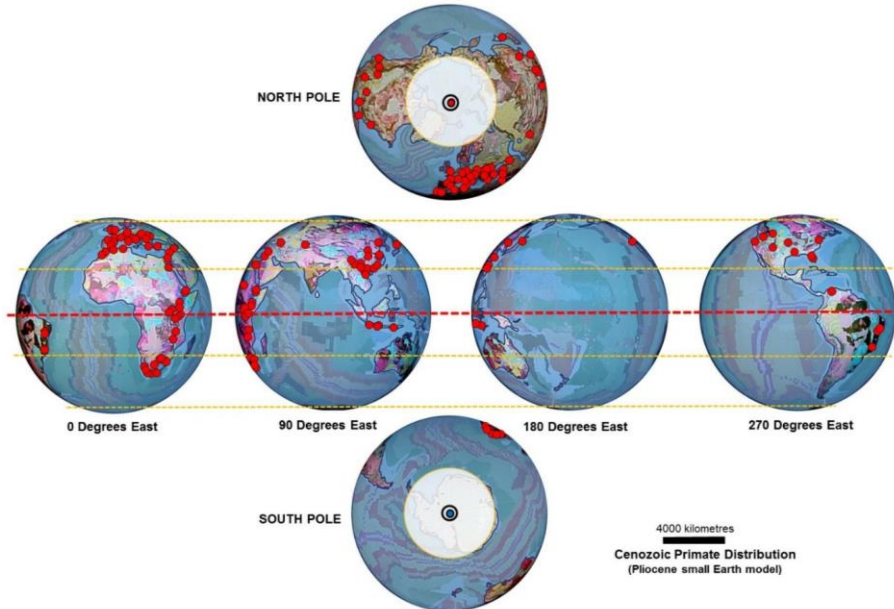 NORTH POLE
0 Degrees East
90 Degrees East
180 Degrees East
270 Degrees East
SOUTH POLE
4000 kilometres
Cenozoic Primate Distribution
(Pliocene small Earth model)